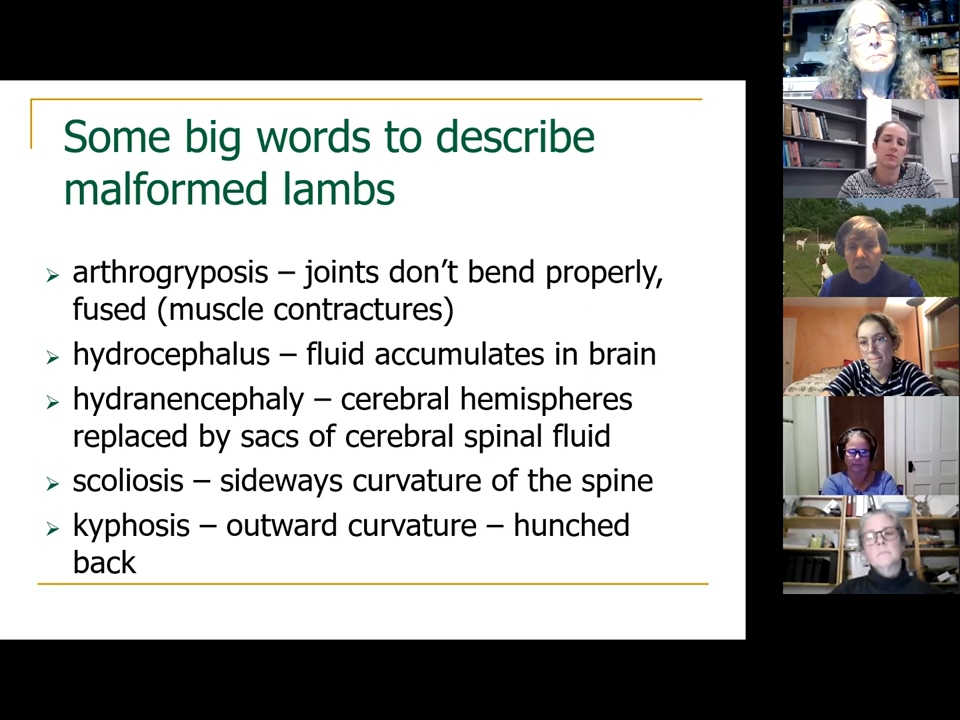 Some big words to describe
malformed lambs
➢ arthrogryposis – joints don’t bend properly,
fused (muscle contractures)
➢ hydrocephalus – fluid accumulates in brain
➢ hydranencephaly – cerebral hemispheres
replaced by sacs of cerebral spinal fluid
➢ scoliosis – sideways curvature of the spine
➢ kyphosis – outward curvature – hunched
back